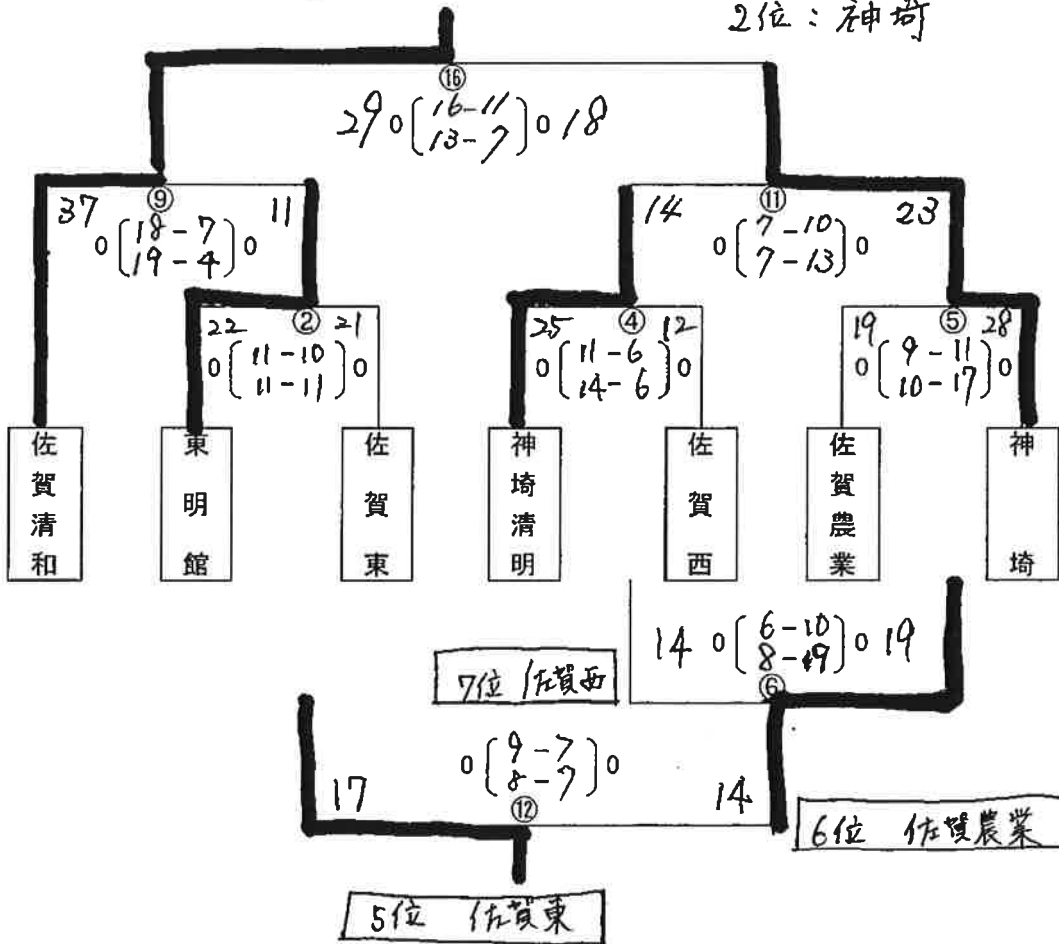 2位：神埼
⑯
29 0 (16-11 13-7) 0 18
37 ⑨ 11
0 (18-7 19-4) 0
14 ⑪ 23
0 (7-10 7-13) 0
22 ② 21
0 (11-10 11-11) 0
25 ④ 12
0 (11-6 14-6) 0
19 ⑤ 28
0 (9-11 10-17) 0
佐賀清和
東明館
佐賀東
神埼清明
佐賀西
佐賀農業
神埼
14 0 (6-10 8-9) 0 19
⑥
7位 佐賀西
0 (9-7 8-7) 0
17 ⑫ 14
6位 佐賀農業
5位 佐賀東